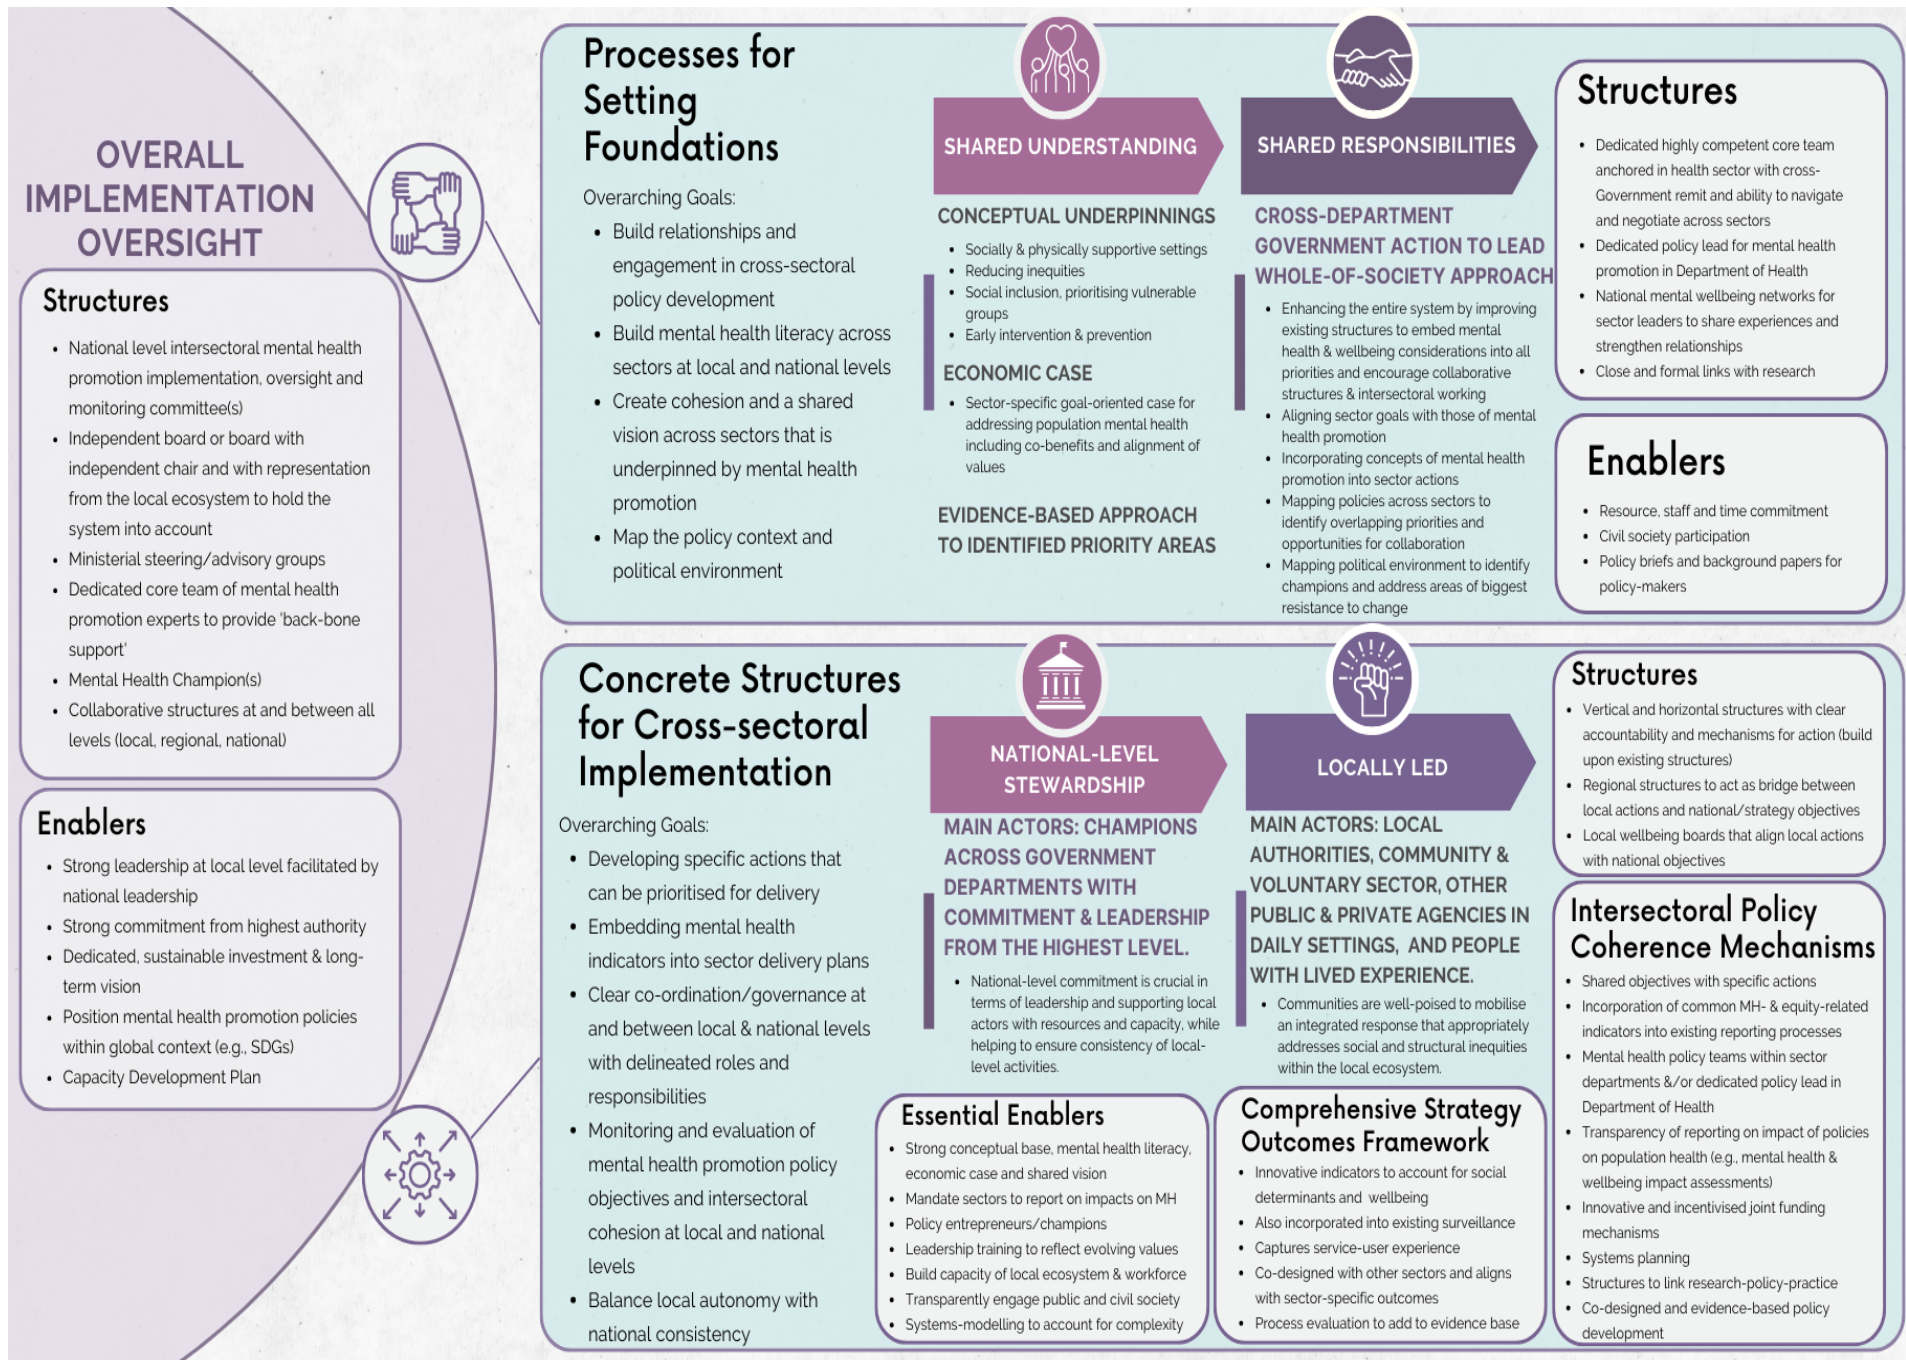 OVERALL
IMPLEMENTATION
OVERSIGHT
Structures
• National level intersectoral mental health
promotion implementation, oversight and
monitoring committee(s)
• Independent board or board with
independent chair and with representation
from the local ecosystem to hold the
system into account
• Ministerial steering/advisory groups
• Dedicated core team of mental health
promotion experts to provide 'back-bone
support'
• Mental Health Champion(s)
• Collaborative structures at and between all
levels (local, regional, national)
Enablers
• Strong leadership at local level facilitated by
national leadership
• Strong commitment from highest authority
• Dedicated, sustainable investment & long-
term vision
• Position mental health promotion policies
within global context (e.g., SDGs)
• Capacity Development Plan
Processes for
Setting
Foundations
Overarching Goals:
• Build relationships and
engagement in cross-sectoral
policy development
• Build mental health literacy across
sectors at local and national levels
• Create cohesion and a shared
vision across sectors that is
underpinned by mental health
promotion
• Map the policy context and
political environment
SHARED UNDERSTANDING
CONCEPTUAL UNDERPINNINGS
• Socially & physically supportive settings
• Reducing inequities
• Social inclusion, prioritising vulnerable
groups
• Early intervention & prevention
ECONOMIC CASE
• Sector-specific goal-oriented case for
addressing population mental health
including co-benefits and alignment of
values
EVIDENCE-BASED APPROACH
TO IDENTIFIED PRIORITY AREAS
SHARED RESPONSIBILITIES
CROSS-DEPARTMENT
GOVERNMENT ACTION TO LEAD
WHOLE-OF-SOCIETY APPROACH
• Enhancing the entire system by improving
existing structures to embed mental
health & wellbeing considerations into all
priorities and encourage collaborative
structures & intersectoral working
• Aligning sector goals with those of mental
health promotion
• Incorporating concepts of mental health
promotion into sector actions
• Mapping policies across sectors to
identify overlapping priorities and
opportunities for collaboration
• Mapping political environment to identify
champions and address areas of biggest
resistance to change
Structures
• Dedicated highly competent core team
anchored in health sector with cross-
Government remit and ability to navigate
and negotiate across sectors
• Dedicated policy lead for mental health
promotion in Department of Health
• National mental wellbeing networks for
sector leaders to share experiences and
strengthen relationships
• Close and formal links with research
Enablers
• Resource, staff and time commitment
• Civil society participation
• Policy briefs and background papers for
policy-makers
Concrete Structures
for Cross-sectoral
Implementation
Overarching Goals:
• Developing specific actions that
can be prioritised for delivery
• Embedding mental health
indicators into sector delivery plans
• Clear co-ordination/governance at
and between local & national levels
with delineated roles and
responsibilities
• Monitoring and evaluation of
mental health promotion policy
objectives and intersectoral
cohesion at local and national
levels
• Balance local autonomy with
national consistency
NATIONAL-LEVEL
STEWARDSHIP
MAIN ACTORS: CHAMPIONS
ACROSS GOVERNMENT
DEPARTMENTS WITH
COMMITMENT & LEADERSHIP
FROM THE HIGHEST LEVEL.
• National-level commitment is crucial in
terms of leadership and supporting local
actors with resources and capacity, while
helping to ensure consistency of local-
level activities.
LOCALLY LED
MAIN ACTORS: LOCAL
AUTHORITIES, COMMUNITY &
VOLUNTARY SECTOR, OTHER
PUBLIC & PRIVATE AGENCIES IN
DAILY SETTINGS, AND PEOPLE
WITH LIVED EXPERIENCE.
• Communities are well-poised to mobilise
an integrated response that appropriately
addresses social and structural inequities
within the local ecosystem.
Essential Enablers
• Strong conceptual base, mental health literacy,
economic case and shared vision
• Mandate sectors to report on impacts on MH
• Policy entrepreneurs/champions
• Leadership training to reflect evolving values
• Build capacity of local ecosystem & workforce
• Transparently engage public and civil society
• Systems-modelling to account for complexity
Comprehensive Strategy
Outcomes Framework
• Innovative indicators to account for social
determinants and wellbeing
• Also incorporated into existing surveillance
• Captures service-user experience
• Co-designed with other sectors and aligns
with sector-specific outcomes
• Process evaluation to add to evidence base
Structures
• Vertical and horizontal structures with clear
accountability and mechanisms for action (build
upon existing structures)
• Regional structures to act as bridge between
local actions and national/strategy objectives
• Local wellbeing boards that align local actions
with national objectives
Intersectoral Policy
Coherence Mechanisms
• Shared objectives with specific actions
• Incorporation of common MH- & equity-related
indicators into existing reporting processes
• Mental health policy teams within sector
departments &/or dedicated policy lead in
Department of Health
• Transparency of reporting on impact of policies
on population health (e.g., mental health &
wellbeing impact assessments)
• Innovative and incentivised joint funding
mechanisms
• Systems planning
• Structures to link research-policy-practice
• Co-designed and evidence-based policy
development